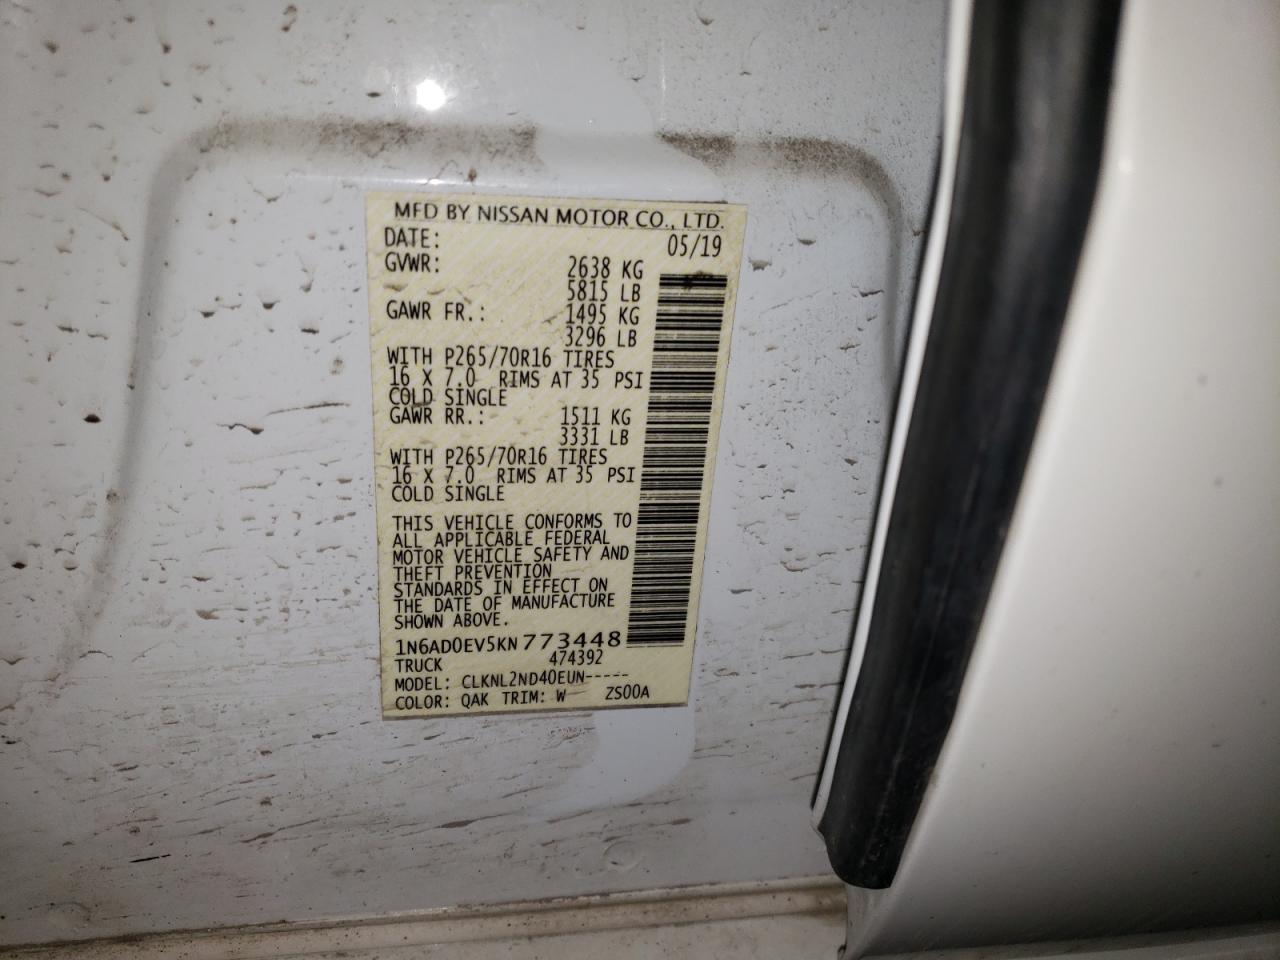 MFD BY NISSAN MOTOR CO., LTD.
DATE: 05/19
GVWR: 2638 KG
5815 LB
GAWR FR.: 1495 KG
3296 LB
WITH P265/70R16 TIRES
16 X 7.0 RIMS AT 35 PSI
COLD SINGLE
GAWR RR.: 1511 KG
3331 LB
WITH P265/70R16 TIRES
16 X 7.0 RIMS AT 35 PSI
COLD SINGLE
THIS VEHICLE CONFORMS TO
ALL APPLICABLE FEDERAL
MOTOR VEHICLE SAFETY AND
THEFT PREVENTION
STANDARDS IN EFFECT ON
THE DATE OF MANUFACTURE
SHOWN ABOVE.
1N6AD0EV5KN773448
TRUCK 474392
MODEL: CLKNL2ND40EUN-----
COLOR: QAK TRIM: W ZS00A